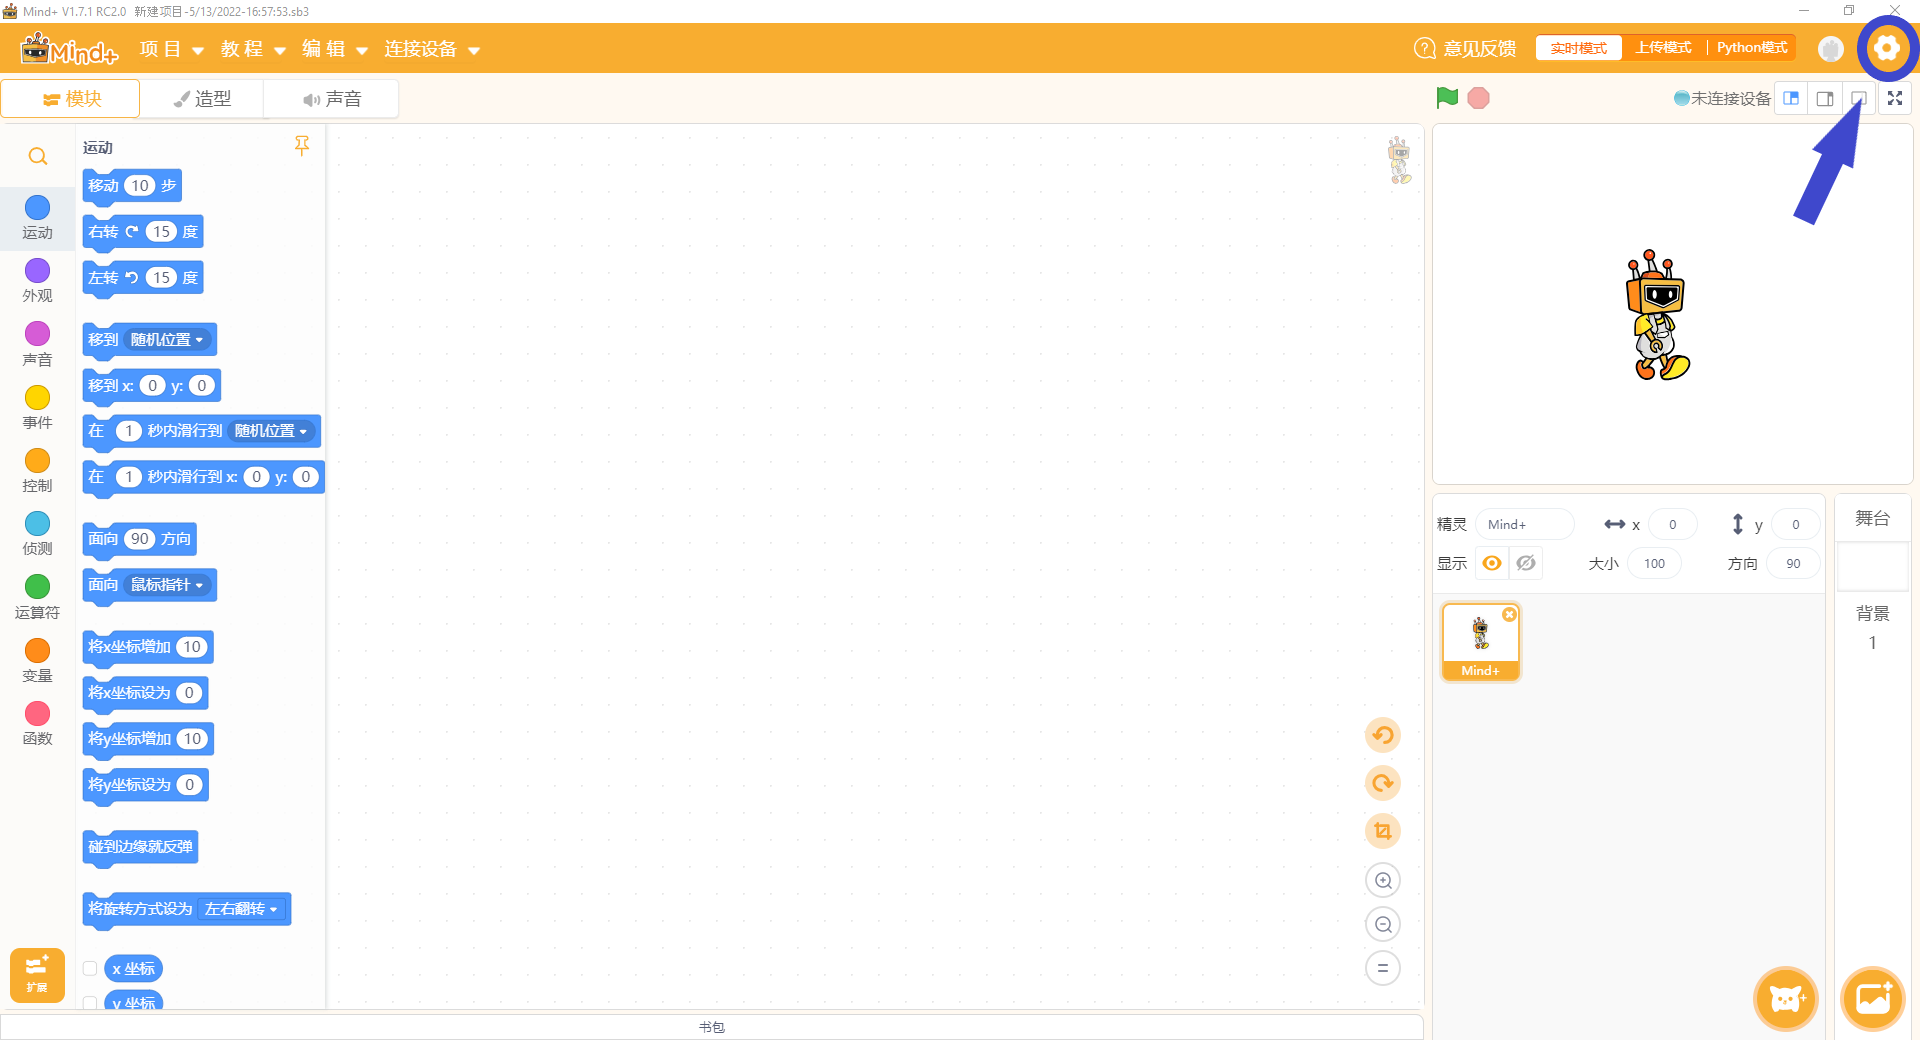 Mind+ V1.7.1 RC2.0 新建项目-5/13/2022-16:57:53.sb3
Mind+ 项目 教程 编辑 连接设备 意见反馈 实时模式 上传模式 Python模式
模块 造型 声音 未连接设备
运动
移动 10 步
右转 15 度
左转 15 度
移到 随机位置
移到 x: 0 y: 0
在 1 秒内滑行到 随机位置
在 1 秒内滑行到 x: 0 y: 0
面向 90 方向
面向 鼠标指针
将x坐标增加 10
将x坐标设为 0
将y坐标增加 10
将y坐标设为 0
碰到边缘就反弹
将旋转方式设为 左右翻转
x 坐标
y 坐标
运动
外观
声音
事件
控制
侦测
运算符
变量
函数
扩展
书包
精灵 Mind+ x 0 y 0
显示 大小 100 方向 90
Mind+
舞台
背景
1